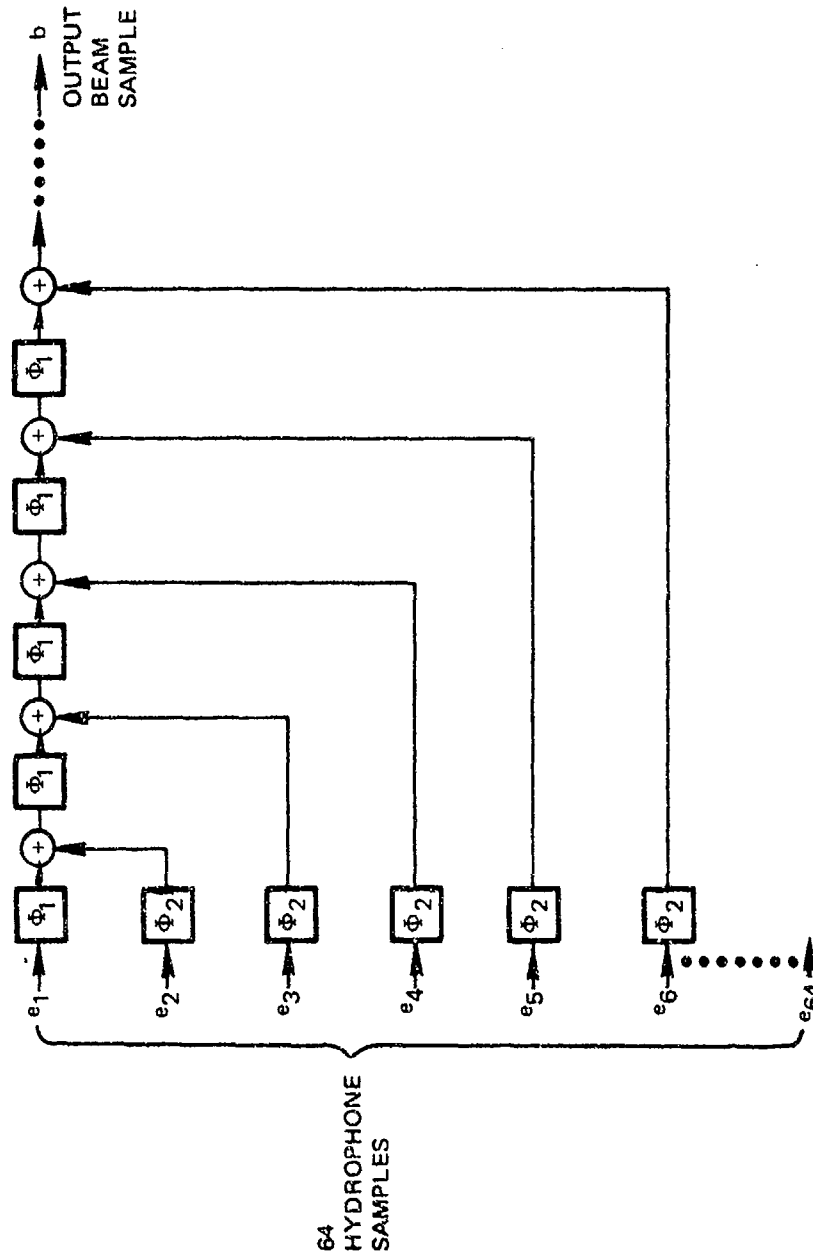 e1
Φ1
+
Φ1
+
Φ1
+
Φ1
+
Φ1
+
b
OUTPUT
BEAM
SAMPLE
e2
Φ2
e3
Φ2
e4
Φ2
e5
Φ2
e6
Φ2
e64
64
HYDROPHONE
SAMPLES